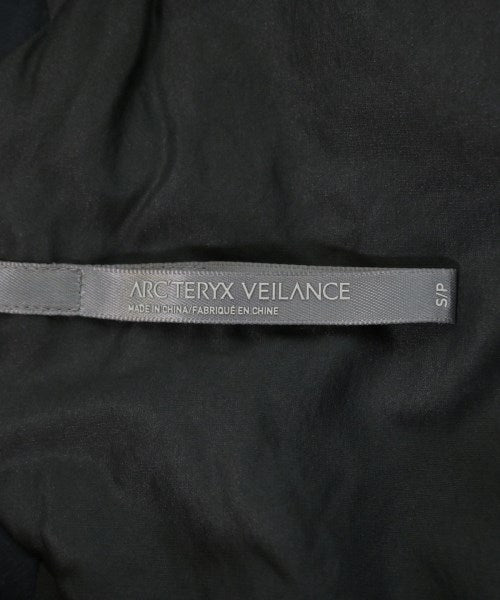 ARC'TERYX VEILANCE
MADE IN CHINA/FABRIQUÉ EN CHINE
S/P